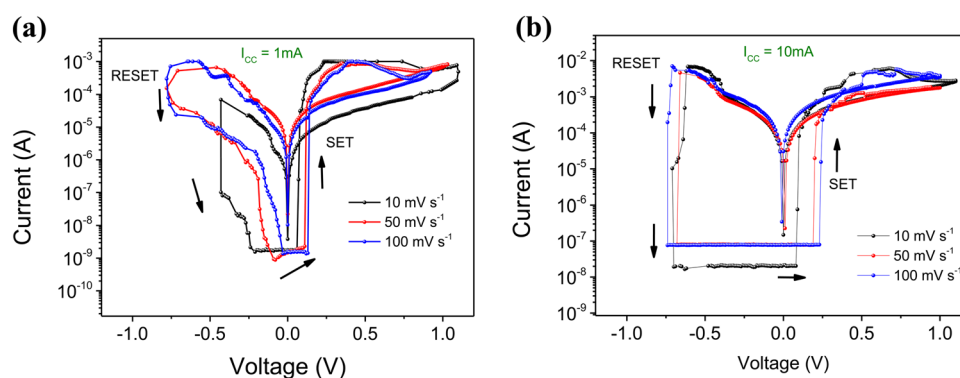 (a)
I_CC = 1mA
RESET
SET
10 mV s⁻¹
50 mV s⁻¹
100 mV s⁻¹
Current (A)
10⁻³
10⁻⁴
10⁻⁵
10⁻⁶
10⁻⁷
10⁻⁸
10⁻⁹
10⁻¹⁰
-1.0 -0.5 0.0 0.5 1.0
Voltage (V)
(b)
I_CC = 10mA
RESET
SET
10 mV s⁻¹
50 mV s⁻¹
100 mV s⁻¹
Current (A)
10⁻²
10⁻³
10⁻⁴
10⁻⁵
10⁻⁶
10⁻⁷
10⁻⁸
10⁻⁹
-1.0 -0.5 0.0 0.5 1.0
Voltage (V)